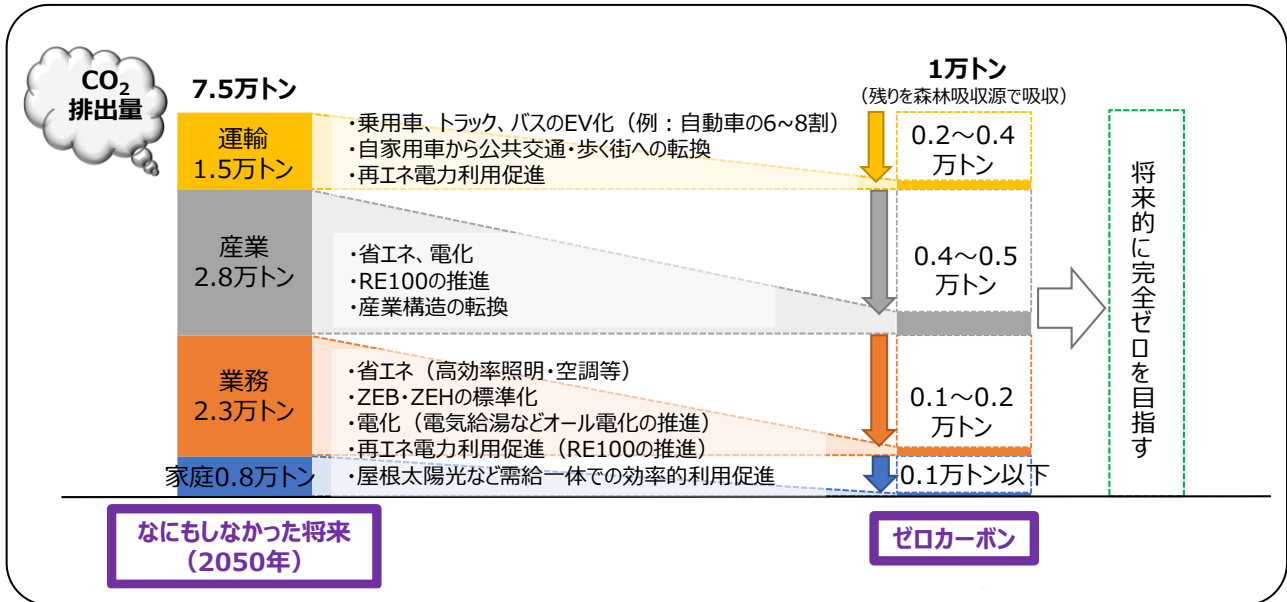 CO2
排出量
7.5万トン
1万トン
(残りを森林吸収源で吸収)
運輸
1.5万トン
・乗用車、トラック、バスのEV化（例：自動車の6~8割）
・自家用車から公共交通・歩く街への転換
・再エネ電力利用促進
0.2～0.4
万トン
産業
2.8万トン
・省エネ、電化
・RE100の推進
・産業構造の転換
0.4～0.5
万トン
業務
2.3万トン
・省エネ（高効率照明・空調等）
・ZEB・ZEHの標準化
・電化（電気給湯などオール電化の推進）
・再エネ電力利用促進（RE100の推進）
0.1～0.2
万トン
家庭0.8万トン
・屋根太陽光など需給一体での効率的利用促進
0.1万トン以下
将来的に完全ゼロを目指す
なにもしなかった将来
（2050年）
ゼロカーボン